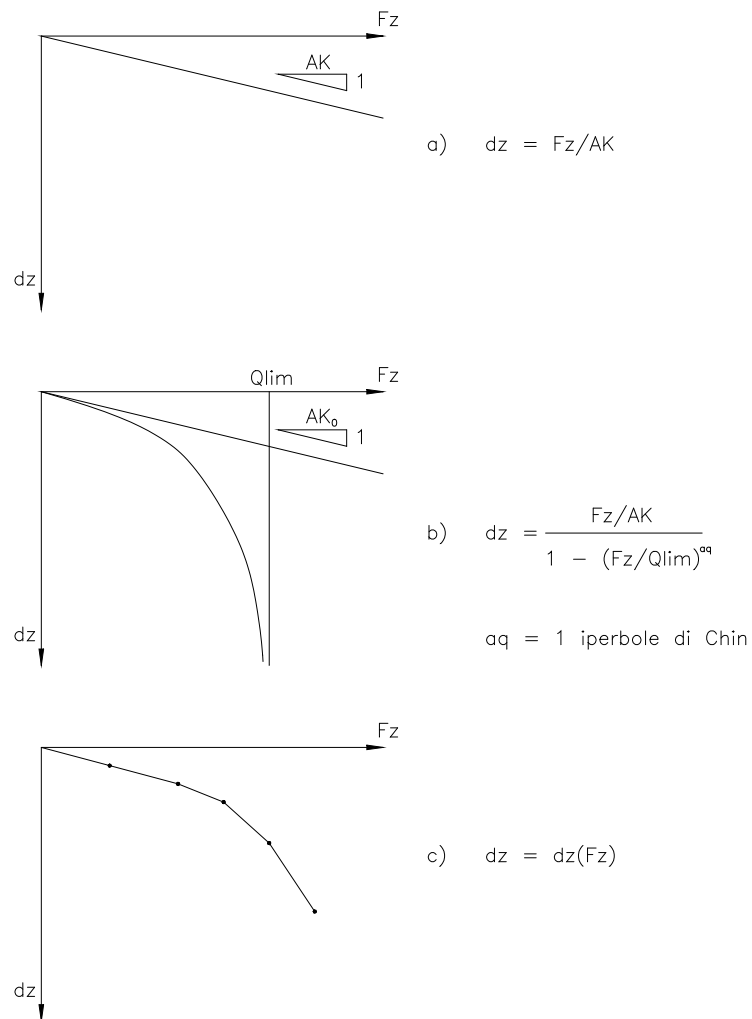 Fz
AK
1
a) dz = Fz/AK
dz
Qlim
Fz
AK₀
1
b) dz = Fz/AK
1 - (Fz/Qlim)^aq
dz
aq = 1 iperbole di Chin
Fz
c) dz = dz(Fz)
dz